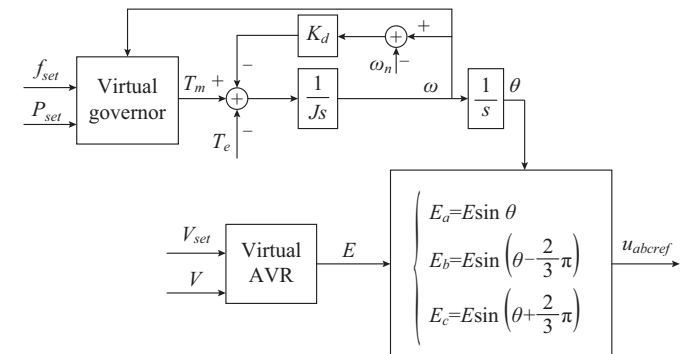 f_set
P_set
Virtual governor
T_m +
−
T_e −
K_d
+
+
ω_n −
+
1/Js
ω
1/s
θ
V_set
V
Virtual AVR
E
E_a=E sin θ
E_b=E sin (θ−2/3 π)
E_c=E sin (θ+2/3 π)
u_abcref